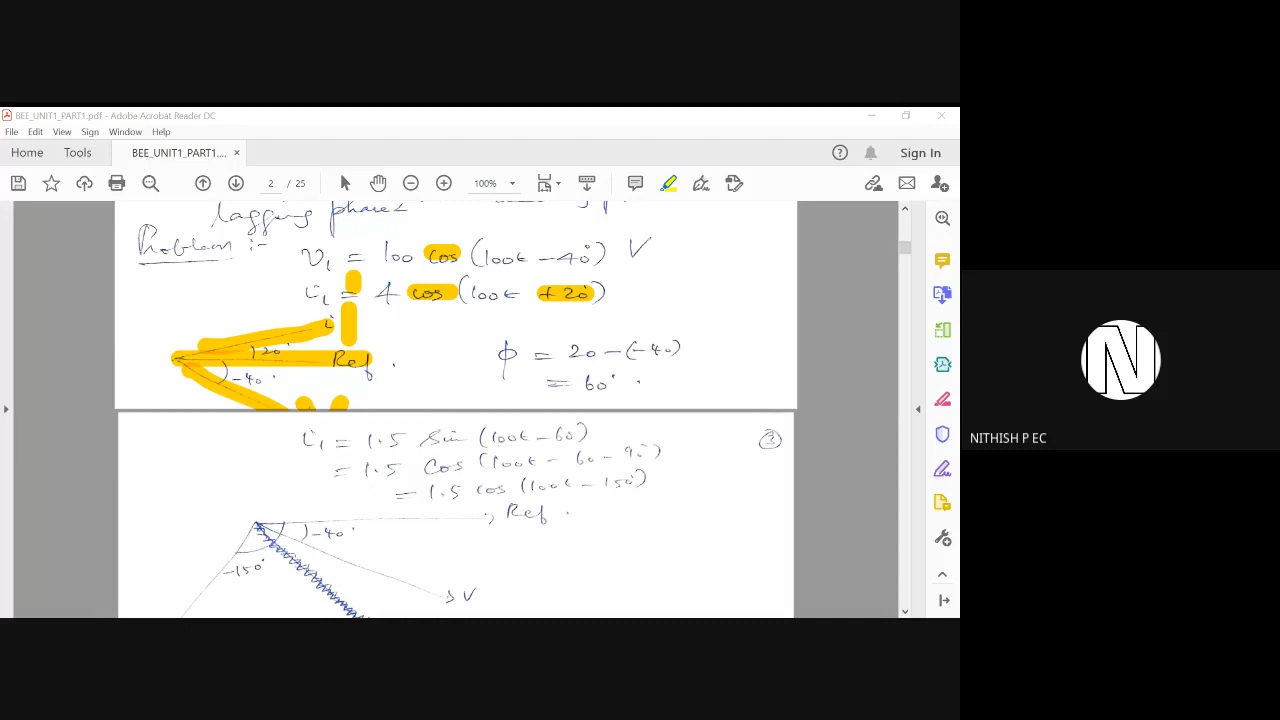 BEE_UNIT1_PART1.pdf - Adobe Acrobat Reader DC
File Edit View Sign Window Help
Home Tools BEE_UNIT1_PART1.... × Sign In
2 / 25 100%
lagging phase
Problem :-
v₁ = 100 cos (100t - 40°) V
i₁ = 4 cos (100t + 20°)
i
20°
Ref.
-40°
ϕ = 20 - (-40)
= 60°.
i₁ = 1.5 Sin (100t - 60) ③
= 1.5 Cos (100t - 60 - 90°)
= 1.5 cos (100t - 150°)
Ref.
-40°
-150°
V
N
NITHISH P EC